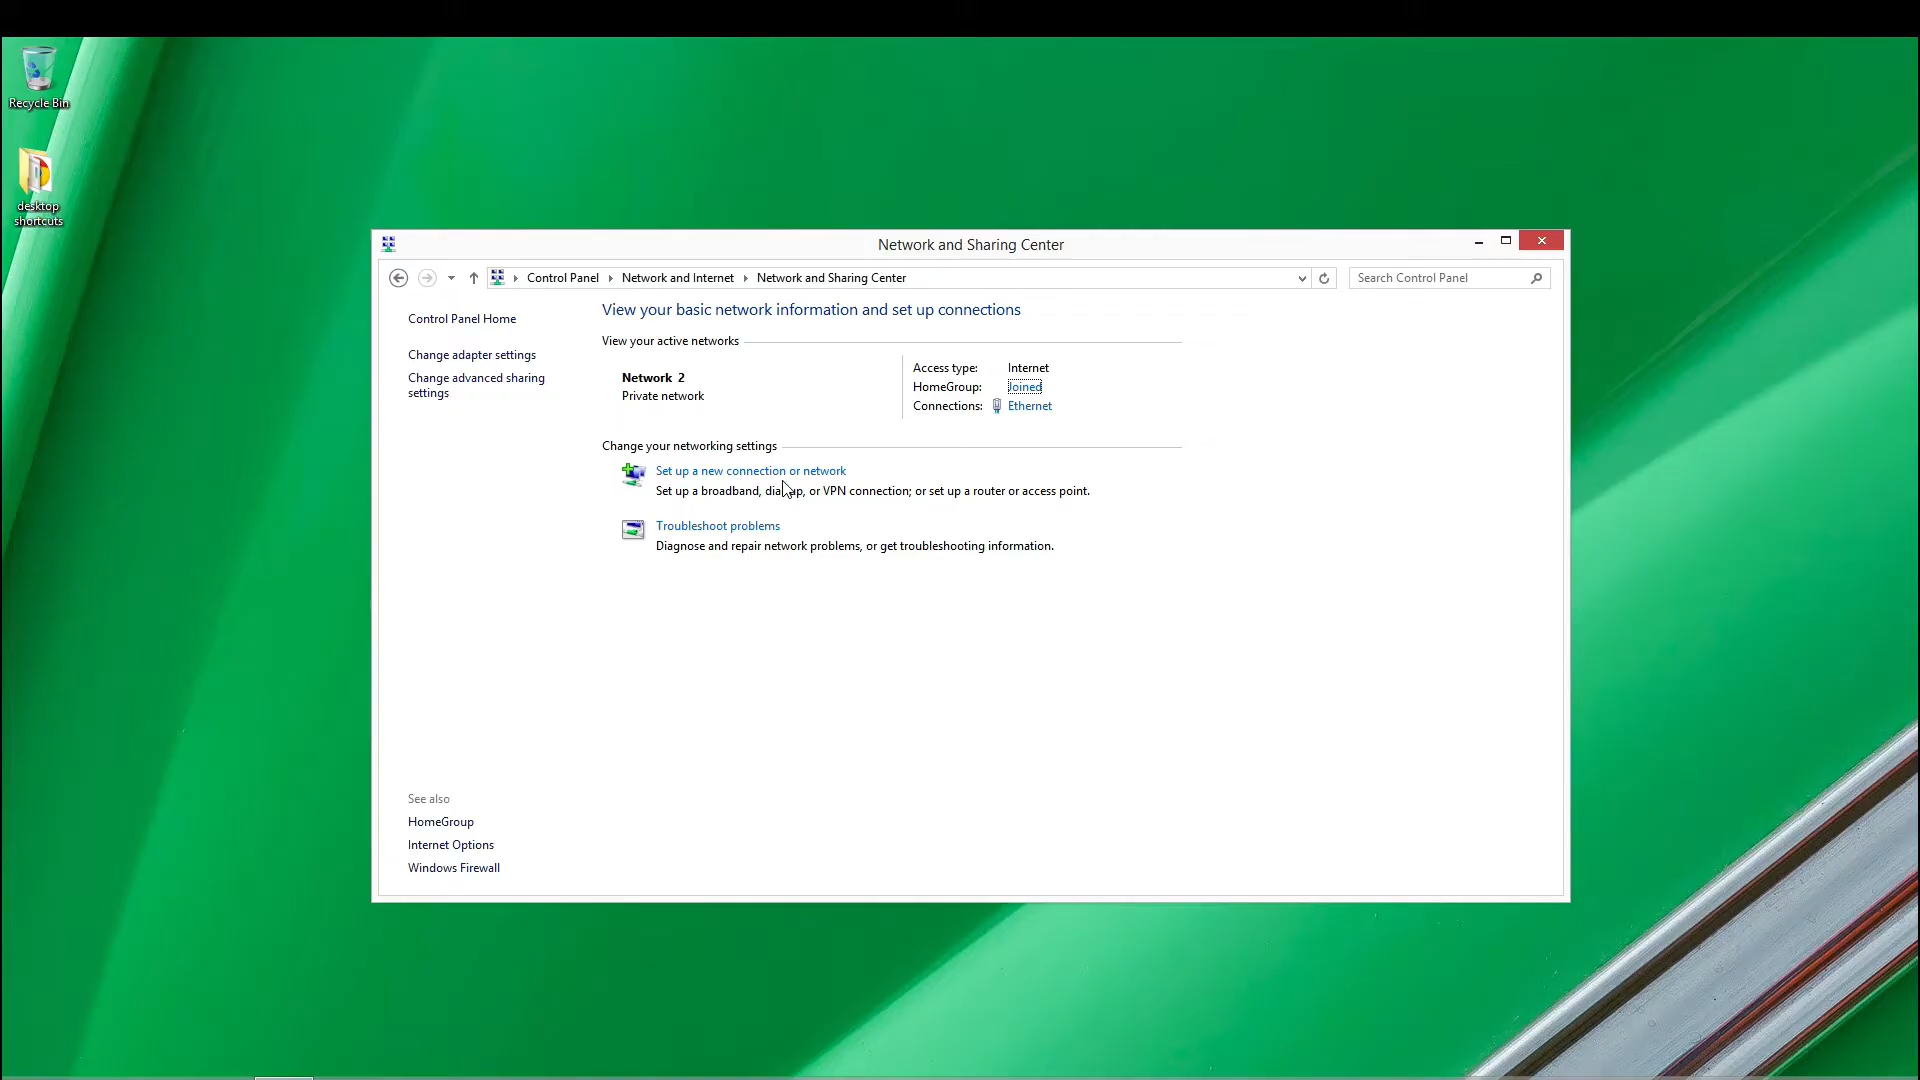 Recycle Bin
desktop
shortcuts
Network and Sharing Center
Control Panel
Network and Internet
Network and Sharing Center
Search Control Panel
Control Panel Home
Change adapter settings
Change advanced sharing
settings
See also
HomeGroup
Internet Options
Windows Firewall
View your basic network information and set up connections
View your active networks
Network 2
Private network
Access type: Internet
HomeGroup: Joined
Connections: Ethernet
Change your networking settings
Set up a new connection or network
Set up a broadband, dial-up, or VPN connection; or set up a router or access point.
Troubleshoot problems
Diagnose and repair network problems, or get troubleshooting information.